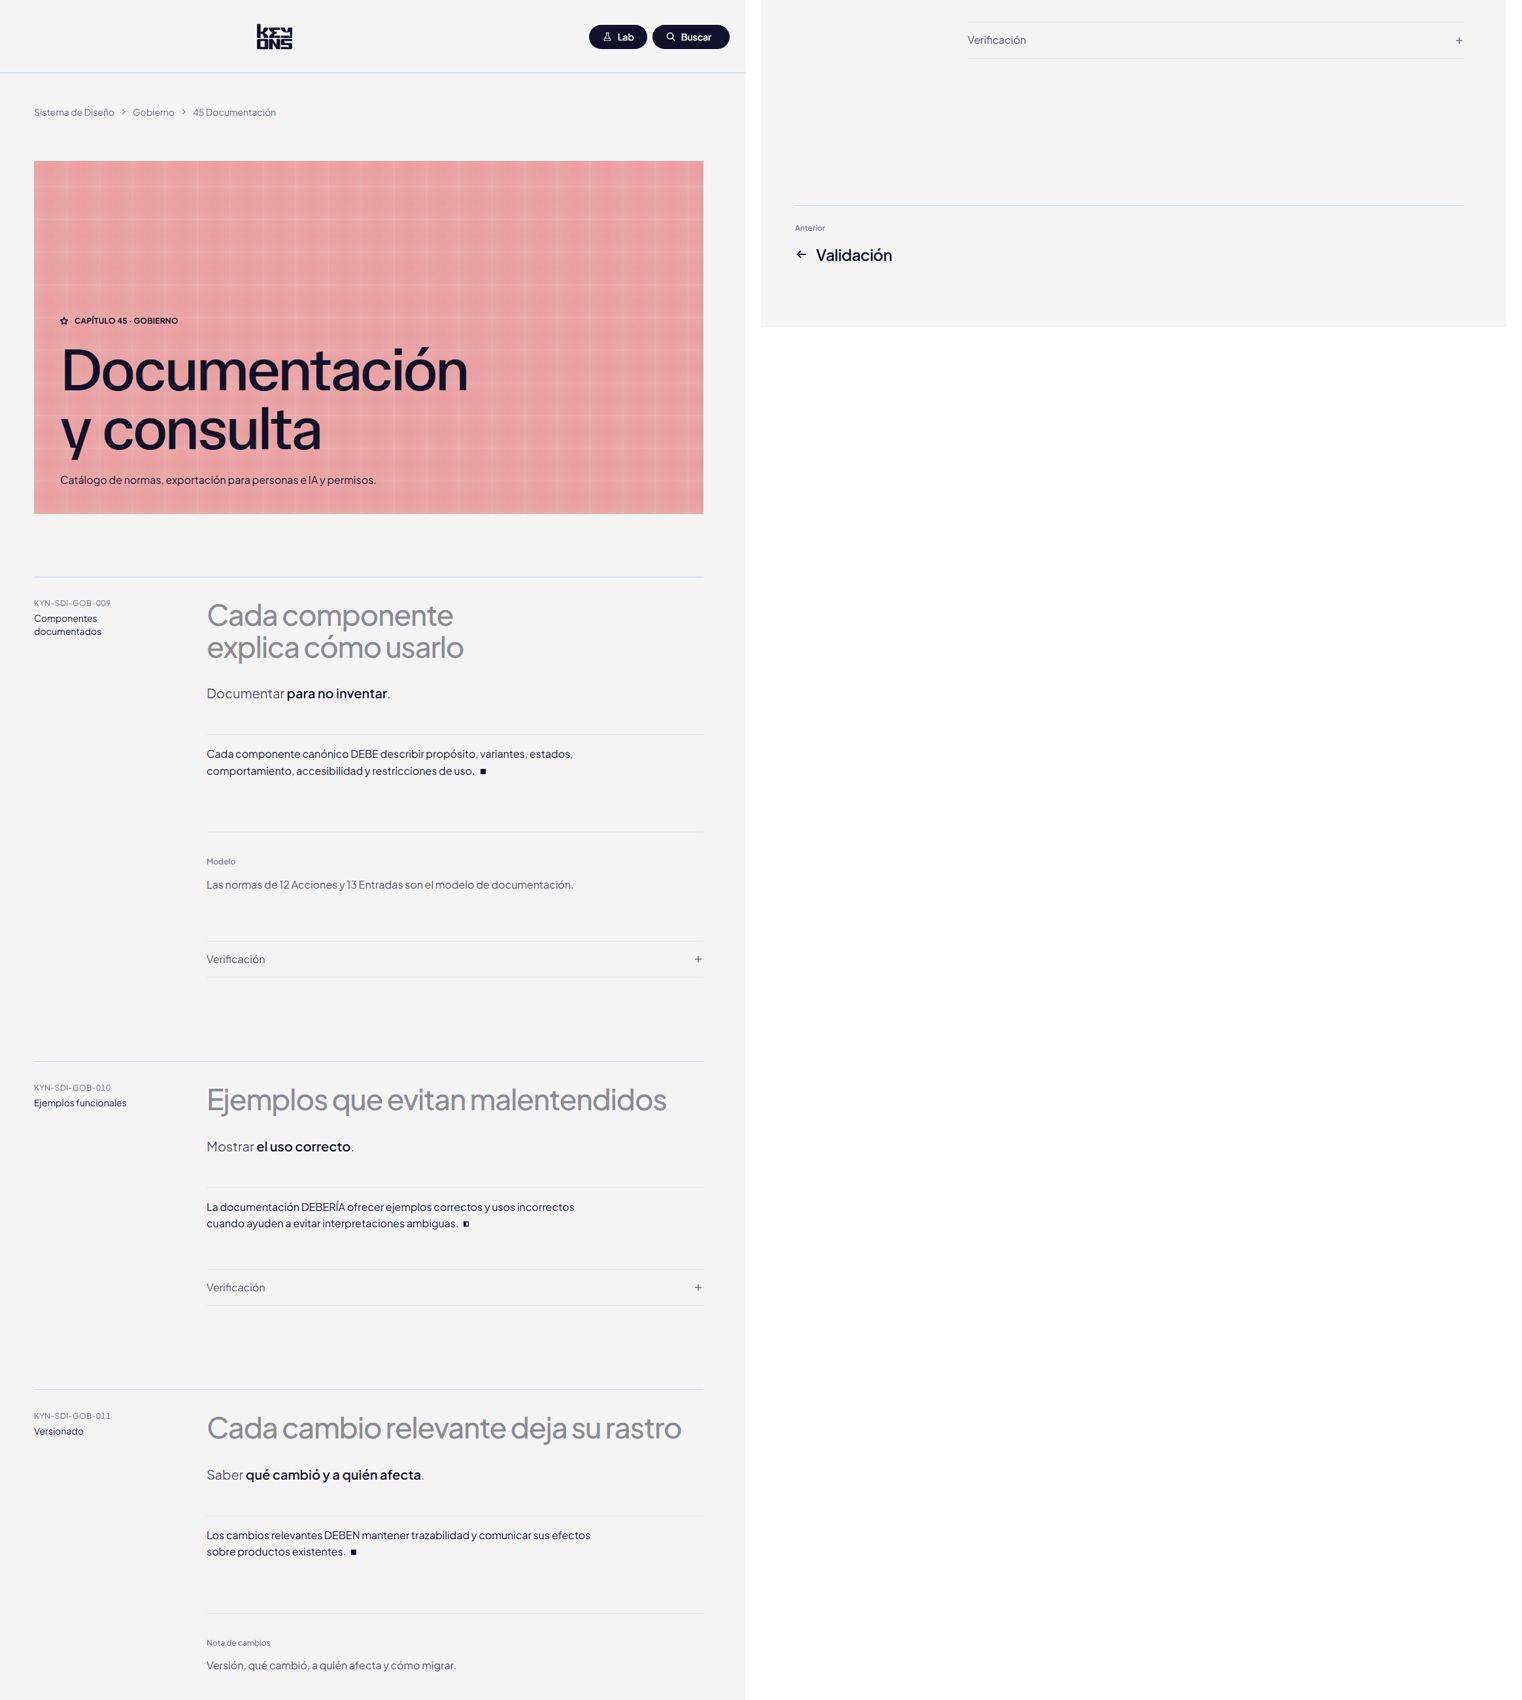 KEY
ONS
Lab
Buscar
Sistema de Diseño > Gobierno > 45 Documentación
CAPÍTULO 45 · GOBIERNO
Documentación
y consulta
Catálogo de normas, exportación para personas e IA y permisos.
KYN-SDI-GOB-009
Componentes
documentados
Cada componente
explica cómo usarlo
Documentar para no inventar.
Cada componente canónico DEBE describir propósito, variantes, estados,
comportamiento, accesibilidad y restricciones de uso.
Modelo
Las normas de 12 Acciones y 13 Entradas son el modelo de documentación.
Verificación +
KYN-SDI-GOB-010
Ejemplos funcionales
Ejemplos que evitan malentendidos
Mostrar el uso correcto.
La documentación DEBERÍA ofrecer ejemplos correctos y usos incorrectos
cuando ayuden a evitar interpretaciones ambiguas.
Verificación +
KYN-SDI-GOB-011
Versionado
Cada cambio relevante deja su rastro
Saber qué cambió y a quién afecta.
Los cambios relevantes DEBEN mantener trazabilidad y comunicar sus efectos
sobre productos existentes.
Nota de cambios
Versión, qué cambió, a quién afecta y cómo migrar.
Verificación +
Anterior
← Validación